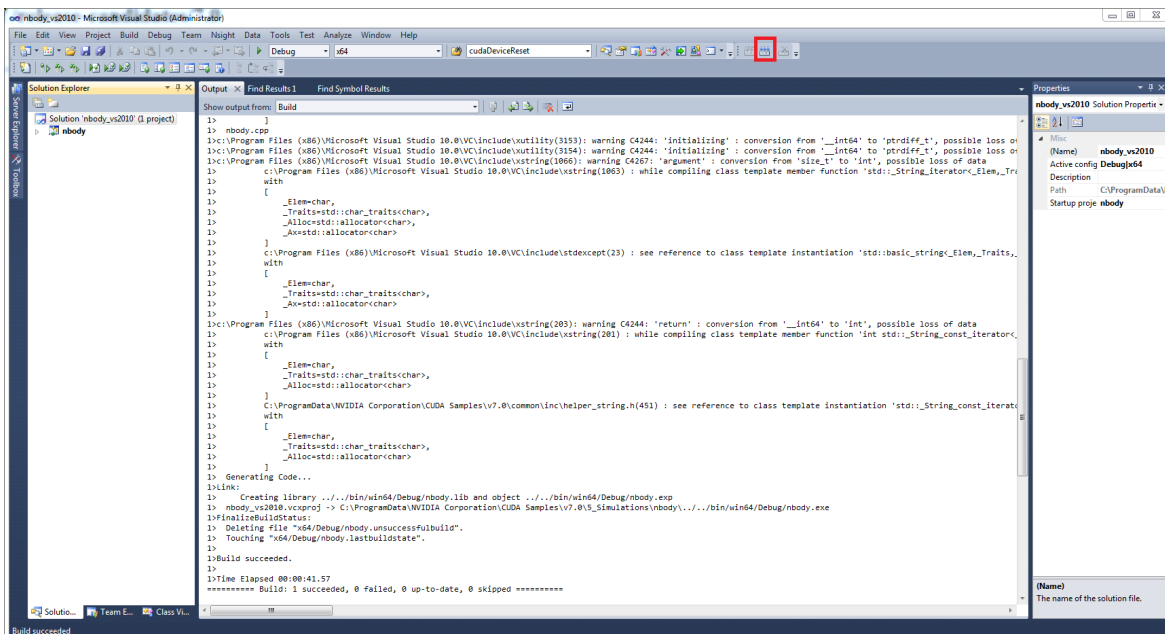 nbody_vs2010 - Microsoft Visual Studio (Administrator)
File Edit View Project Build Debug Team Nsight Data Tools Test Analyze Window Help
Debug x64 cudaDeviceReset
Server Explorer
Toolbox
Solution Explorer
Solution 'nbody_vs2010' (1 project)
nbody
Solutio... Team E... Class Vi...
Output Find Results 1 Find Symbol Results
Show output from: Build
1> ]
1> nbody.cpp
1>c:\Program Files (x86)\Microsoft Visual Studio 10.0\VC\include\xutility(3153): warning C4244: 'initializing' : conversion from '__int64' to 'ptrdiff_t', possible loss o
1>c:\Program Files (x86)\Microsoft Visual Studio 10.0\VC\include\xutility(3154): warning C4244: 'initializing' : conversion from '__int64' to 'ptrdiff_t', possible loss o
1>c:\Program Files (x86)\Microsoft Visual Studio 10.0\VC\include\xstring(1066): warning C4267: 'argument' : conversion from 'size_t' to 'int', possible loss of data
1> c:\Program Files (x86)\Microsoft Visual Studio 10.0\VC\include\xstring(1063) : while compiling class template member function 'std::_String_iterator<_Elem,_Tra
1> with
1> [
1> _Elem=char,
1> _Traits=std::char_traits<char>,
1> _Alloc=std::allocator<char>,
1> _Ax=std::allocator<char>
1> ]
1> c:\Program Files (x86)\Microsoft Visual Studio 10.0\VC\include\stdexcept(23) : see reference to class template instantiation 'std::basic_string<_Elem,_Traits,_
1> with
1> [
1> _Elem=char,
1> _Traits=std::char_traits<char>,
1> _Ax=std::allocator<char>
1> ]
1>c:\Program Files (x86)\Microsoft Visual Studio 10.0\VC\include\xstring(203): warning C4244: 'return' : conversion from '__int64' to 'int', possible loss of data
1> c:\Program Files (x86)\Microsoft Visual Studio 10.0\VC\include\xstring(201) : while compiling class template member function 'int std::_String_const_iterator<_
1> with
1> [
1> _Elem=char,
1> _Traits=std::char_traits<char>,
1> _Alloc=std::allocator<char>
1> ]
1> C:\ProgramData\NVIDIA Corporation\CUDA Samples\v7.0\common\inc\helper_string.h(451) : see reference to class template instantiation 'std::_String_const_iterato
1> with
1> [
1> _Elem=char,
1> _Traits=std::char_traits<char>,
1> _Alloc=std::allocator<char>
1> ]
1> Generating Code...
1>Link:
1> Creating library ../../bin/win64/Debug/nbody.lib and object ../../bin/win64/Debug/nbody.exp
1> nbody_vs2010.vcxproj -> C:\ProgramData\NVIDIA Corporation\CUDA Samples\v7.0\5_Simulations\nbody\../../bin/win64/Debug/nbody.exe
1>FinalizeBuildStatus:
1> Deleting file "x64/Debug/nbody.unsuccessfulbuild".
1> Touching "x64/Debug/nbody.lastbuildstate".
1>
1>Build succeeded.
1>
1>Time Elapsed 00:00:41.57
========== Build: 1 succeeded, 0 failed, 0 up-to-date, 0 skipped ==========
Properties
nbody_vs2010 Solution Propertie
Misc
(Name) nbody_vs2010
Active config Debug|x64
Description
Path C:\ProgramData\
Startup proje nbody
(Name)
The name of the solution file.
Build succeeded